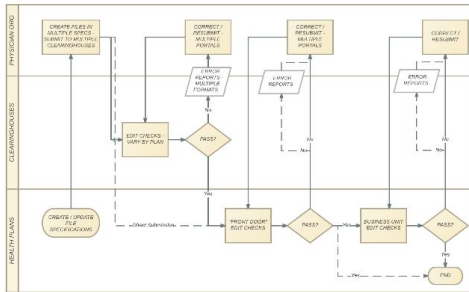 PHYSICIAN ORG
CREATE FILES IN
MULTIPLE SPECS -
SUBMIT TO MULTIPLE
CLEARINGHOUSES
CORRECT /
RESUBMIT -
MULTIPLE
PORTALS
CORRECT /
RESUBMIT -
MULTIPLE
PORTALS
CORRECT /
RESUBMIT
ERROR
REPORTS -
MULTIPLE
FORMATS
ERROR
REPORTS
ERROR
REPORTS
CLEARINGHOUSES
No
No
No
EDIT CHECKS -
VARY BY PLAN
PASS?
No
No
Yes
HEALTH PLANS
CREATE / UPDATE
FILE
SPECIFICATIONS
Direct Submission
"FRONT DOOR"
EDIT CHECKS
PASS?
Yes
BUSINESS UNIT
EDIT CHECKS
PASS?
Yes
Yes
END